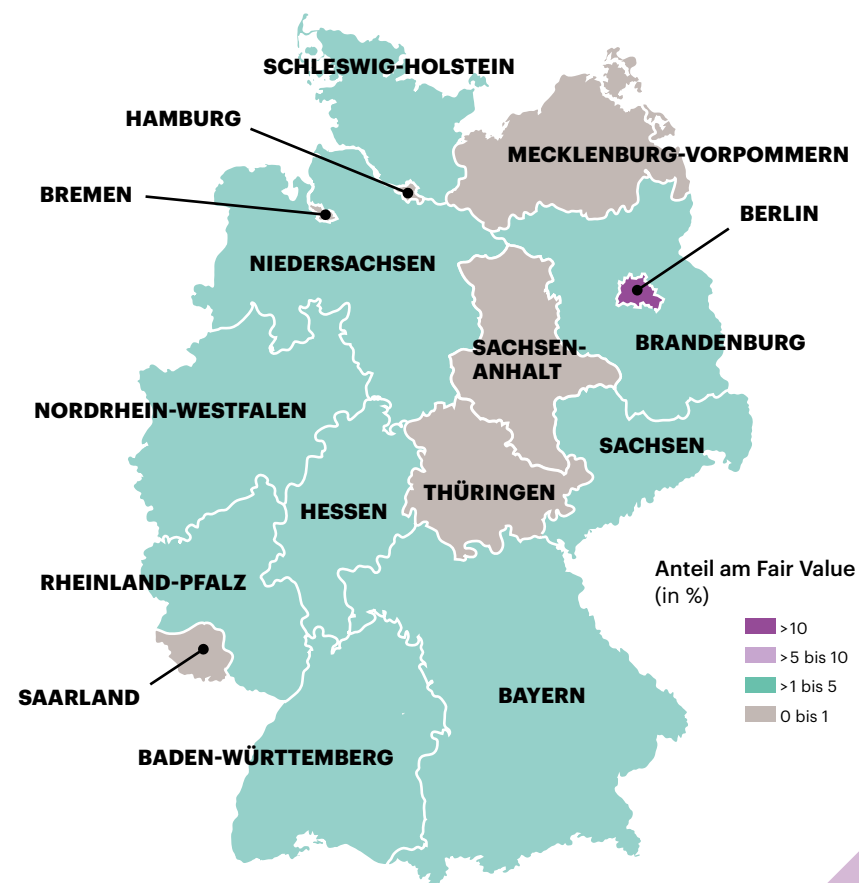 SCHLESWIG-HOLSTEIN
HAMBURG
MECKLENBURG-VORPOMMERN
BREMEN
BERLIN
NIEDERSACHSEN
BRANDENBURG
SACHSEN-
ANHALT
NORDRHEIN-WESTFALEN
SACHSEN
THÜRINGEN
HESSEN
RHEINLAND-PFALZ
SAARLAND
BAYERN
BADEN-WÜRTTEMBERG
Anteil am Fair Value
(in %)
>10
>5 bis 10
>1 bis 5
0 bis 1